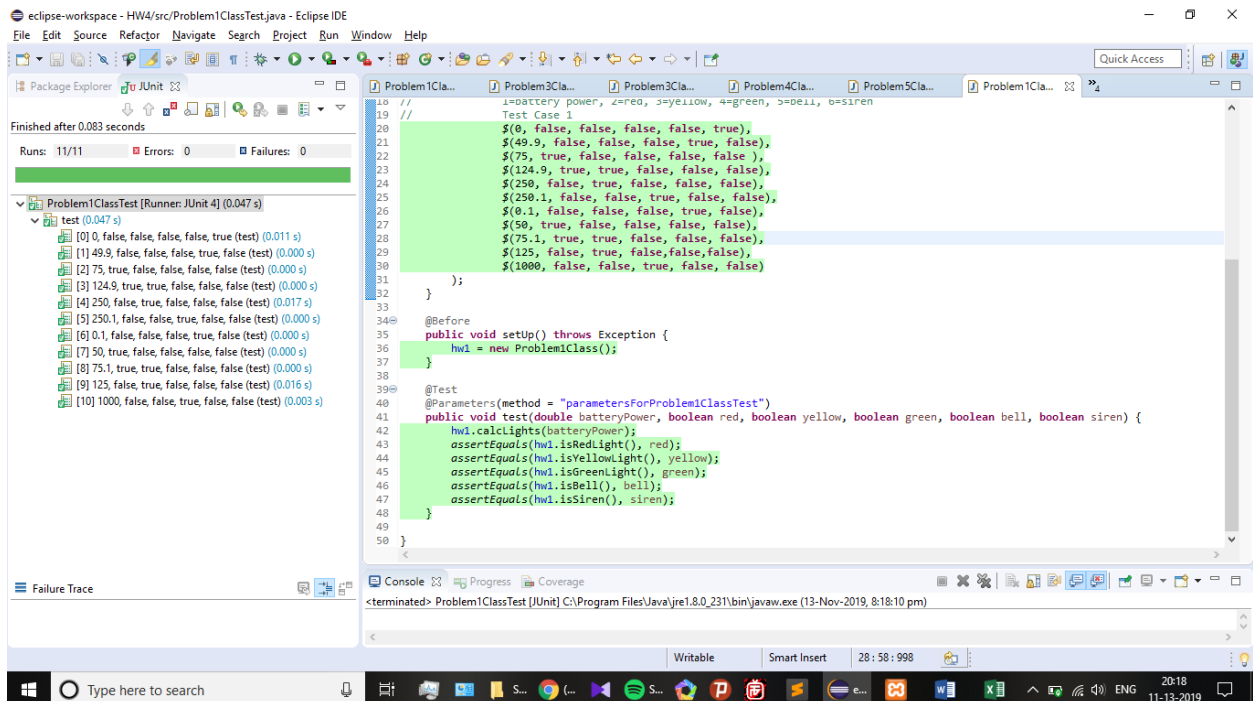 eclipse-workspace - HW4/src/Problem1ClassTest.java - Eclipse IDE
File Edit Source Refactor Navigate Search Project Run Window Help
Quick Access
Package Explorer JUnit
Finished after 0.083 seconds
Runs: 11/11 Errors: 0 Failures: 0
Problem1ClassTest [Runner: JUnit 4] (0.047 s)
test (0.047 s)
[0] 0, false, false, false, false, true (test) (0.011 s)
[1] 49.9, false, false, false, true, false (test) (0.000 s)
[2] 75, true, false, false, false, false (test) (0.000 s)
[3] 124.9, true, true, false, false, false (test) (0.000 s)
[4] 250, false, true, false, false, false (test) (0.017 s)
[5] 250.1, false, false, true, false, false (test) (0.000 s)
[6] 0.1, false, false, false, true, false (test) (0.000 s)
[7] 50, true, false, false, false, false (test) (0.000 s)
[8] 75.1, true, true, false, false, false (test) (0.000 s)
[9] 125, false, true, false, false, false (test) (0.016 s)
[10] 1000, false, false, true, false, false (test) (0.003 s)
Failure Trace
Problem1Cla... Problem3Cla... Problem3Cla... Problem4Cla... Problem5Cla... Problem1Cla... »4
18 // 1=battery power, 2=red, 3=yellow, 4=green, 5=bell, 6=siren
19 // Test Case 1
20 $(0, false, false, false, false, true),
21 $(49.9, false, false, false, true, false),
22 $(75, true, false, false, false, false ),
23 $(124.9, true, true, false, false, false),
24 $(250, false, true, false, false, false),
25 $(250.1, false, false, true, false, false),
26 $(0.1, false, false, false, true, false),
27 $(50, true, false, false, false, false),
28 $(75.1, true, true, false, false, false),
29 $(125, false, true, false,false,false),
30 $(1000, false, false, true, false, false)
31 );
32 }
33
34 @Before
35 public void setUp() throws Exception {
36 hw1 = new Problem1Class();
37 }
38
39 @Test
40 @Parameters(method = "parametersForProblem1ClassTest")
41 public void test(double batteryPower, boolean red, boolean yellow, boolean green, boolean bell, boolean siren) {
42 hw1.calcLights(batteryPower);
43 assertEquals(hw1.isRedLight(), red);
44 assertEquals(hw1.isYellowLight(), yellow);
45 assertEquals(hw1.isGreenLight(), green);
46 assertEquals(hw1.isBell(), bell);
47 assertEquals(hw1.isSiren(), siren);
48 }
49
50 }
Console Progress Coverage
<terminated> Problem1ClassTest [JUnit] C:\Program Files\Java\jre1.8.0_231\bin\javaw.exe (13-Nov-2019, 8:18:10 pm)
Writable Smart Insert 28 : 58 : 998
Type here to search S... (... S... e... ENG 20:18
11-13-2019